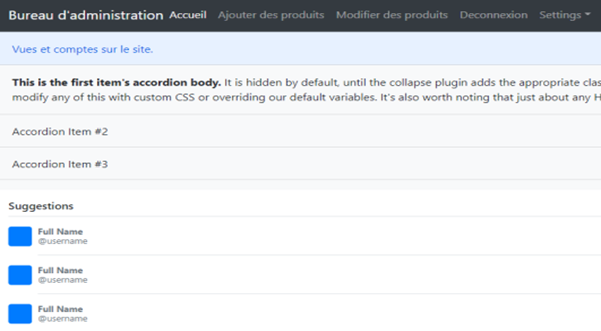 Bureau d'administration Accueil Ajouter des produits Modifier des produits Deconnexion Settings
Vues et comptes sur le site.
This is the first item's accordion body. It is hidden by default, until the collapse plugin adds the appropriate clas
modify any of this with custom CSS or overriding our default variables. It's also worth noting that just about any H
Accordion Item #2
Accordion Item #3
Suggestions
Full Name
@username
Full Name
@username
Full Name
@username